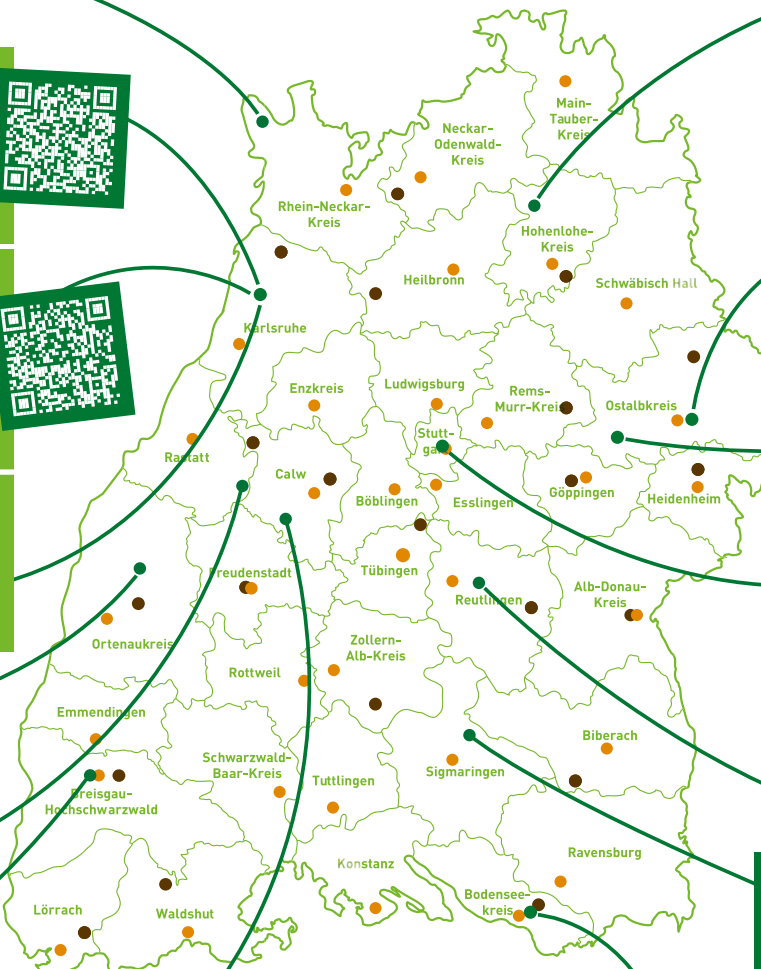 Main-
Tauber-
Kreis
Neckar-
Odenwald-
Kreis
Rhein-Neckar-
Kreis
Hohenlohe-
Kreis
Heilbronn
Schwäbisch Hall
Karlsruhe
Enzkreis
Ludwigsburg
Rems-
Murr-Kreis
Ostalbkreis
Stutt-
gart
Rastatt
Calw
Böblingen
Esslingen
Göppingen
Heidenheim
Freudenstadt
Tübingen
Reutlingen
Alb-Donau-
Kreis
Ortenaukreis
Zollern-
Alb-Kreis
Rottweil
Emmendingen
Biberach
Schwarzwald-
Baar-Kreis
Tuttlingen
Sigmaringen
Breisgau-
Hochschwarzwald
Konstanz
Ravensburg
Bodensee-
kreis
Lörrach
Waldshut